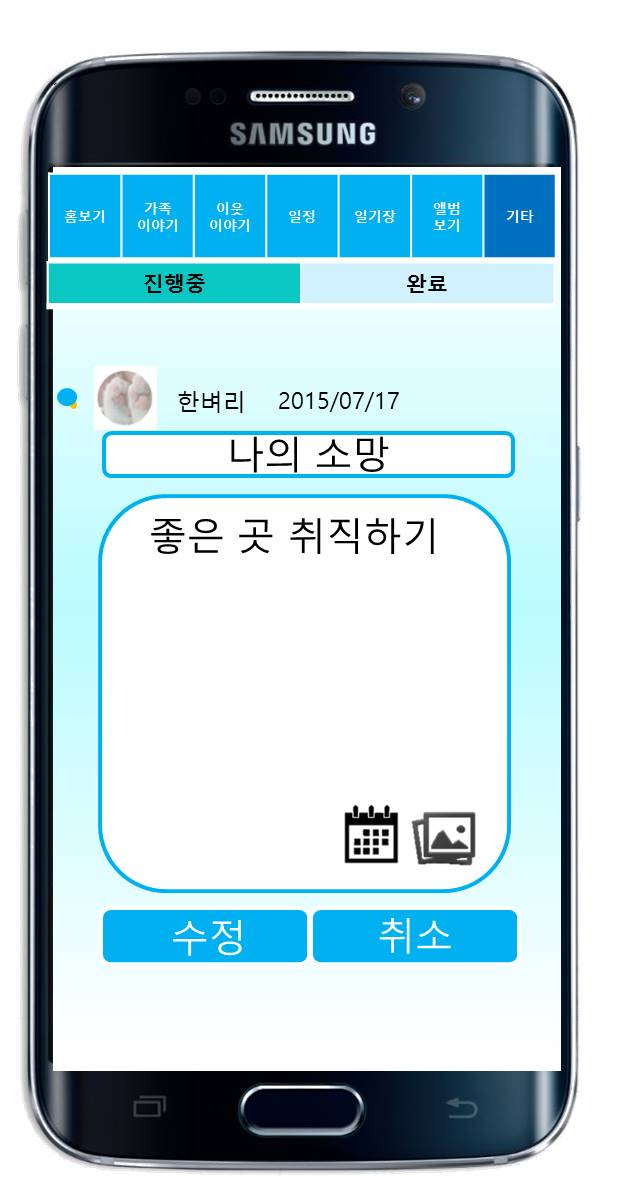 SAMSUNG
홈보기
가족
이야기
이웃
이야기
일정
일기장
앨범
보기
기타
진행중
완료
한벼리 2015/07/17
나의 소망
좋은 곳 취직하기
수정
취소